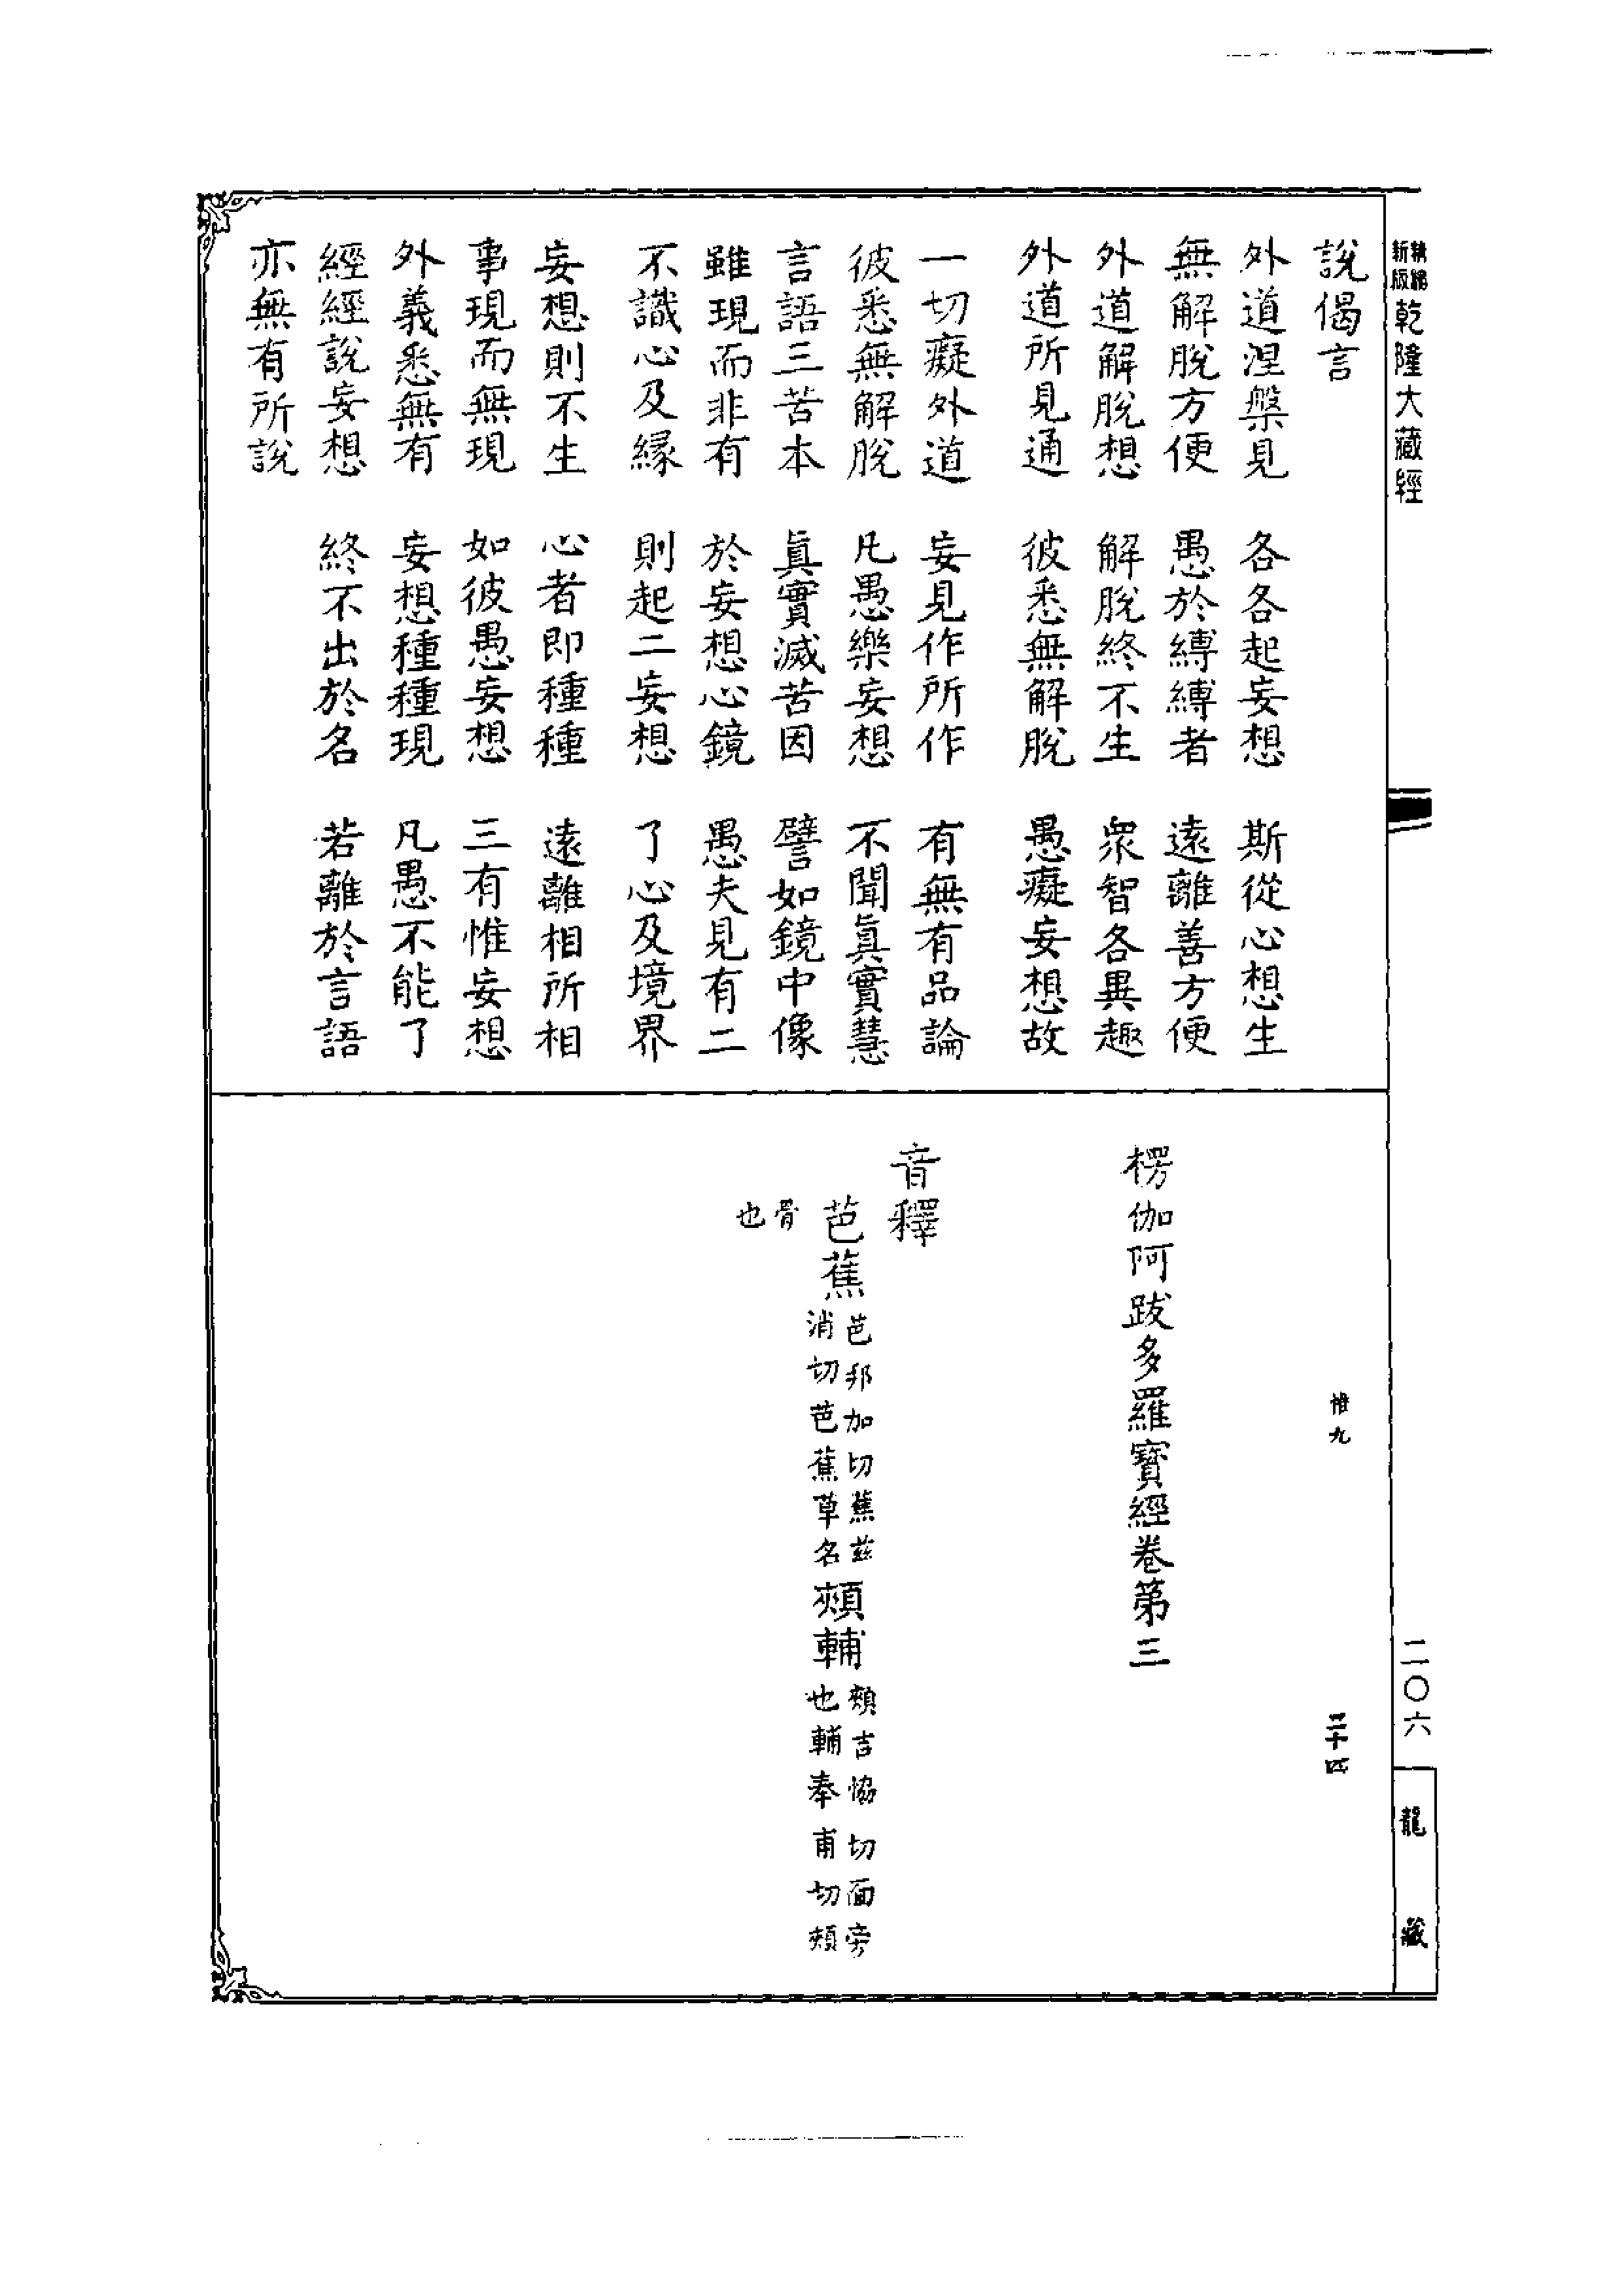 精縮
新版
乾隆大藏經
二〇六
龍藏
說偈言
外道涅槃見　各各起妄想　斯從心想生
無解脫方便　愚於縛縛者　遠離善方便
外道解脫想　解脫終不生　眾智各異趣
外道所見通　彼悉無解脫　愚癡妄想故
一切癡外道　妄見作所作　有無有品論
彼悉無解脫　凡愚樂妄想　不聞眞實慧
言語三苦本　眞實滅苦因　譬如鏡中像
雖現而非有　於妄想心鏡　愚夫見有二
不識心及緣　則起二妄想　了心及境界
妄想則不生　心者即種種　遠離相所相
事現而無現　如彼愚妄想　三有惟妄想
外義悉無有　妄想種種現　凡愚不能了
經經說妄想　終不出於名　若離於言語
亦無有所說
惟九
三十四
楞伽阿跋多羅寶經卷第三
音釋
芭蕉
芭邦加切蕉茲
消切芭蕉草名
頰輔
頰吉協切面旁
也輔奉甫切頰
骨
也